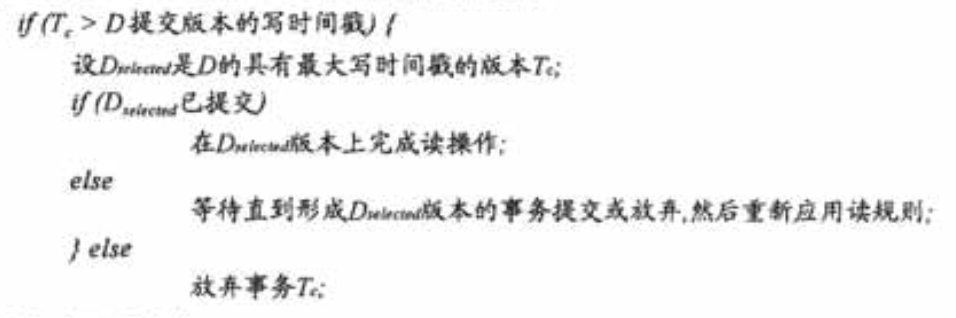 if (Tc > D提交版本的写时间戳) {
设Dselected是D的具有最大写时间戳的版本Tc;
if (Dselected已提交)
在Dselected版本上完成读操作;
else
等待直到形成Dselected版本的事务提交或放弃,然后重新应用读规则;
} else
放弃事务Tc;